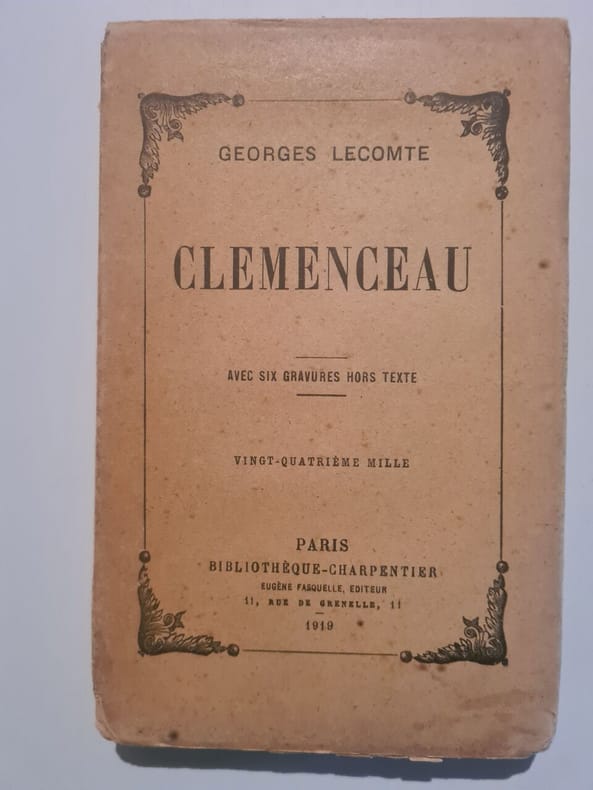 GEORGES LECOMTE
CLEMENCEAU
AVEC SIX GRAVURES HORS TEXTE
VINGT-QUATRIÈME MILLE
PARIS
BIBLIOTHÈQUE-CHARPENTIER
EUGÈNE FASQUELLE, EDITEUR
11, RUE DE GRENELLE, 11
1919